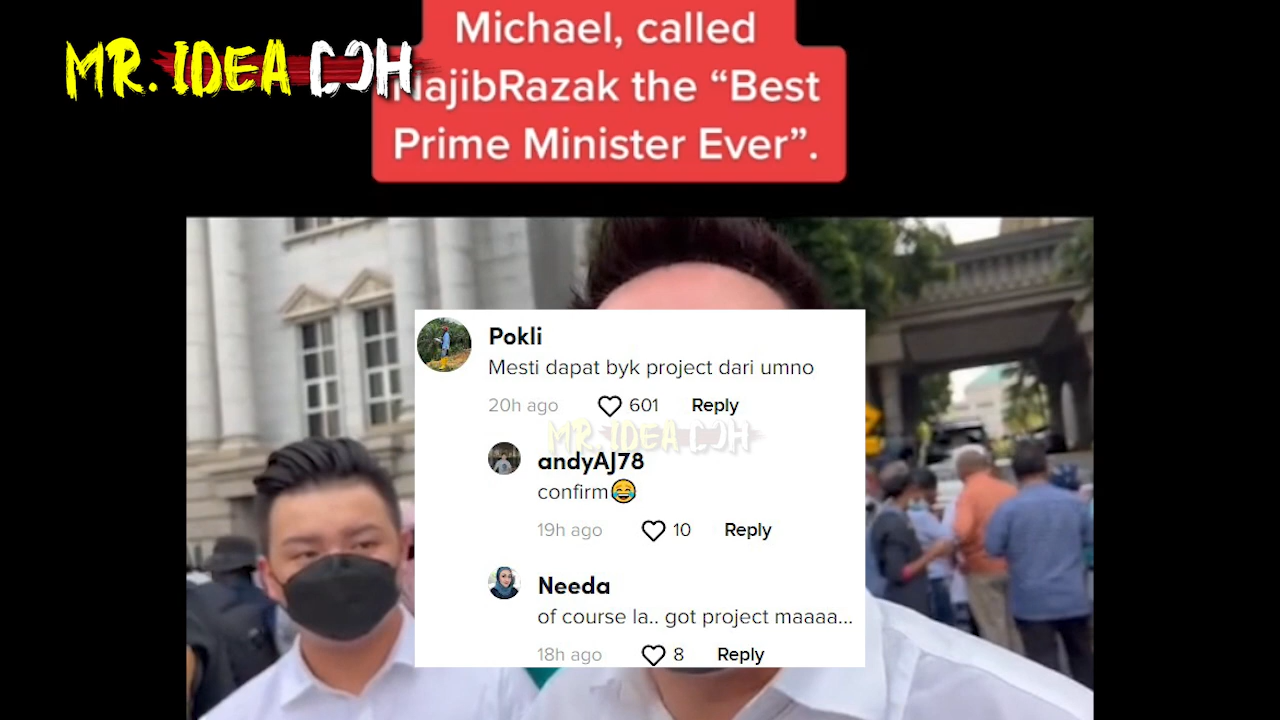 Michael, called
NajibRazak the “Best
Prime Minister Ever”.
MR. IDEA
Pokli
Mesti dapat byk project dari umno
20h ago 601 Reply
MR. IDEA
andyAJ78
confirm😂
19h ago 10 Reply
Needa
of course la.. got project maaaa...
18h ago 8 Reply